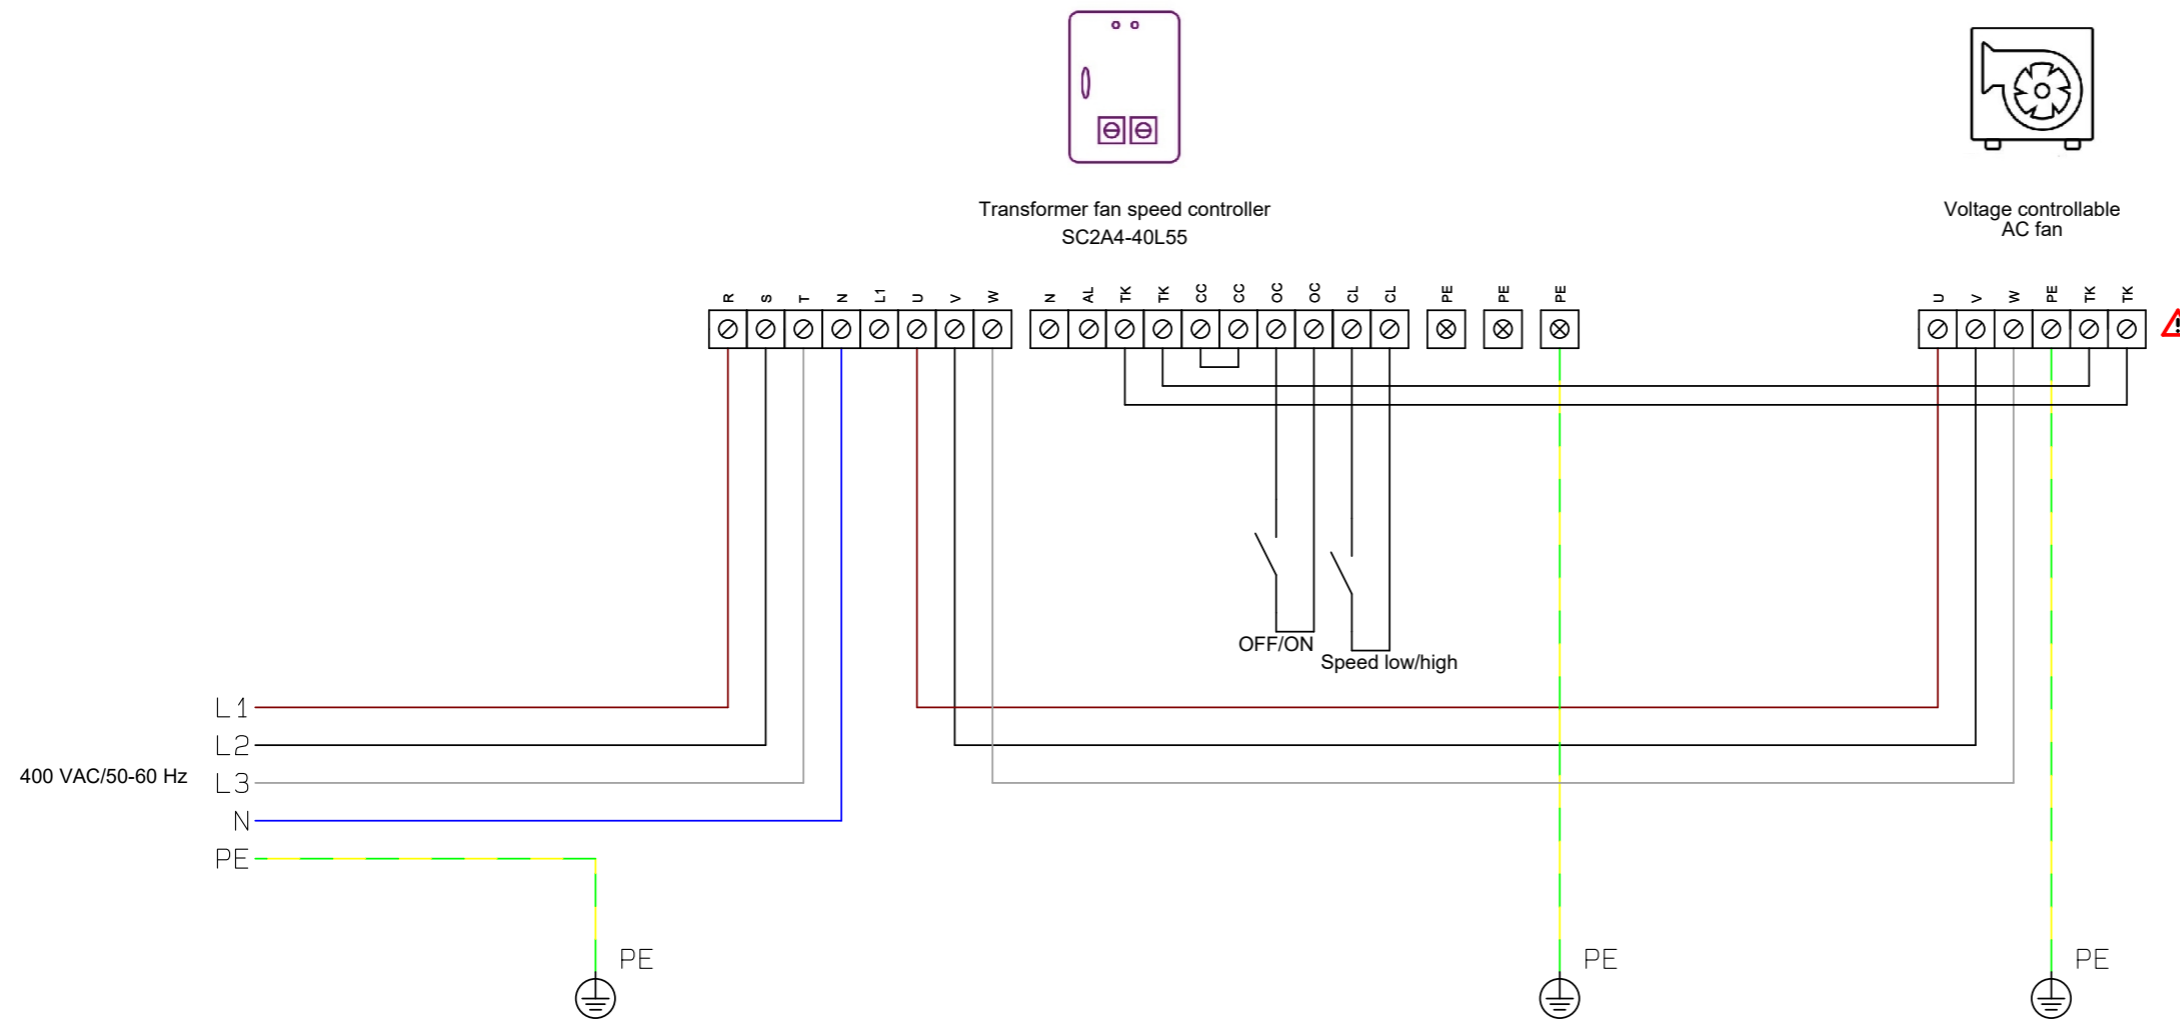 Transformer fan speed controller
SC2A4-40L55
Voltage controllable
AC fan
R S T N L1 U V W N AL TK TK CC CC OC OC CL CL PE PE PE U V W PE TK TK
OFF/ON
Speed low/high
L1
L2
400 VAC/50-60 Hz L3
N
PE
PE PE PE